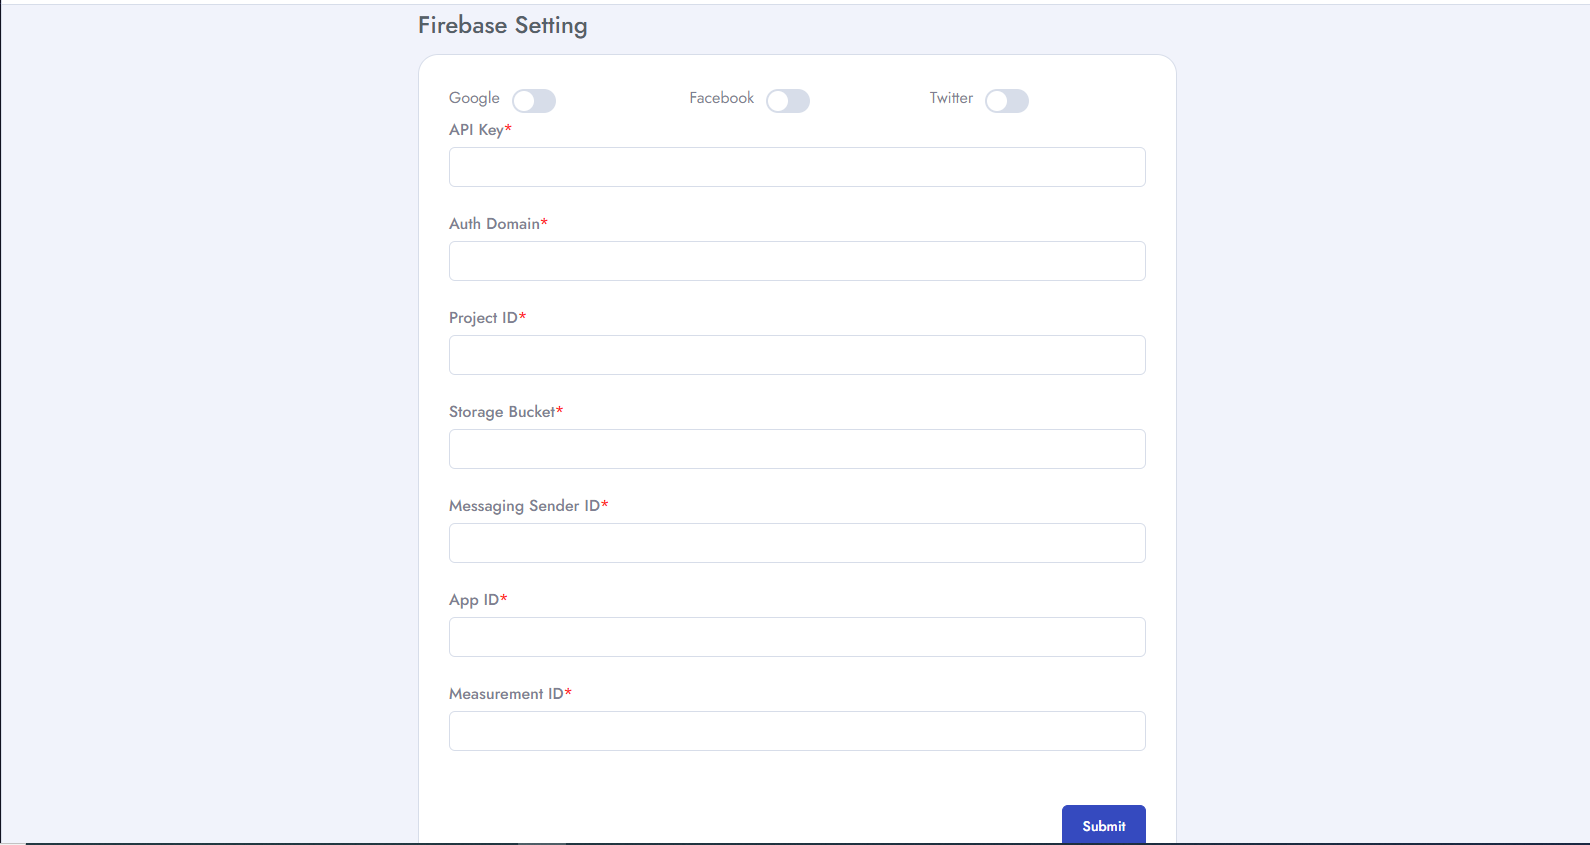 Firebase Setting
Google Facebook Twitter
API Key*
Auth Domain*
Project ID*
Storage Bucket*
Messaging Sender ID*
App ID*
Measurement ID*
Submit